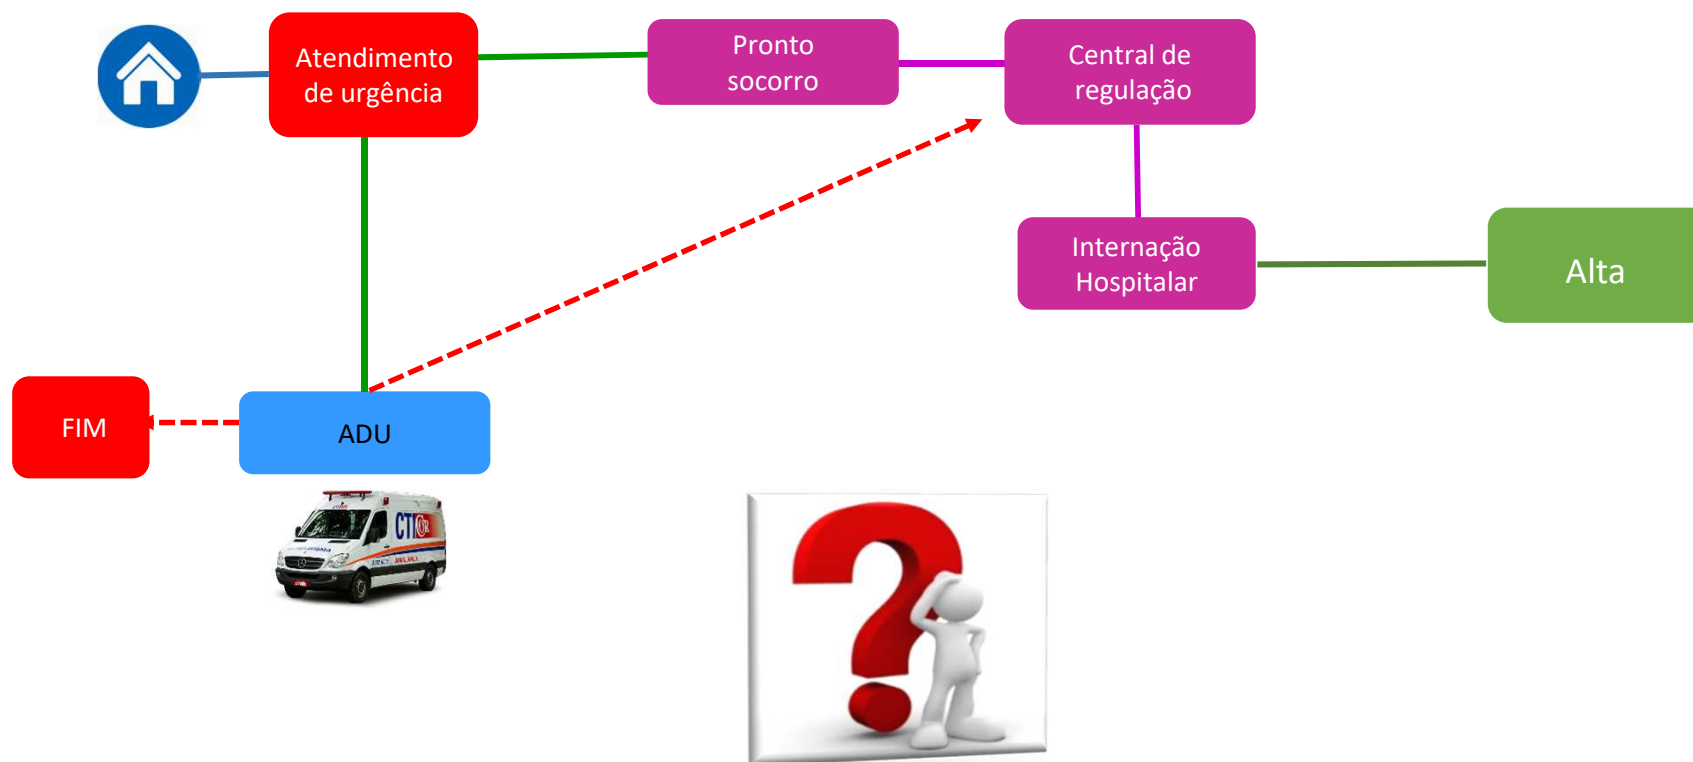 Atendimento
de urgência
Pronto
socorro
Central de
regulação
Internação
Hospitalar
Alta
FIM
ADU
CTI